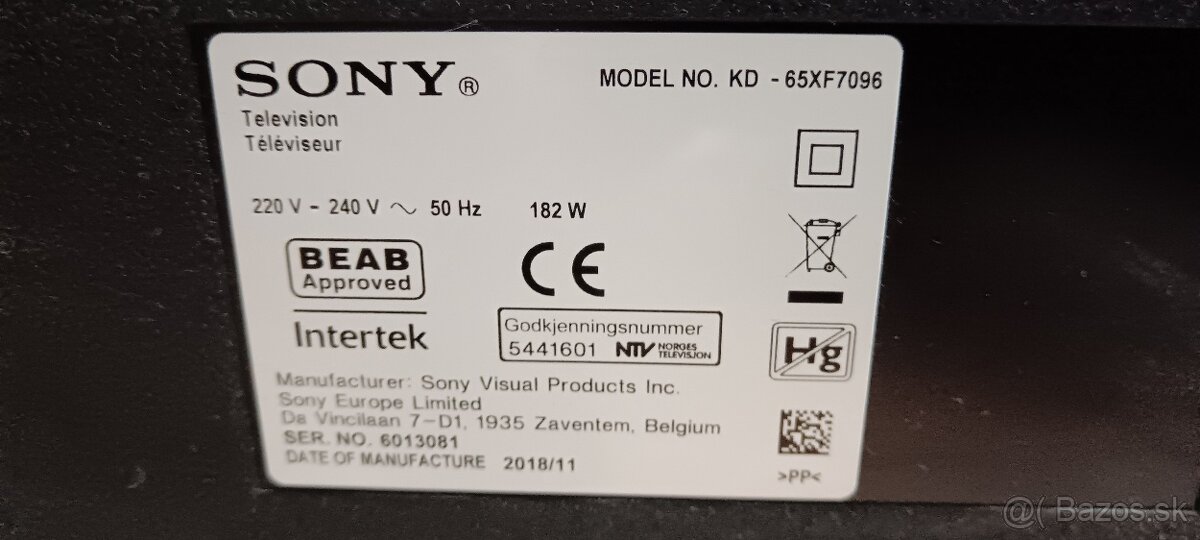 SONY®
MODEL NO. KD - 65XF7096
Television
Téléviseur
220 V - 240 V ~ 50 Hz 182 W
BEAB
Approved
CE
Intertek
Godkjenningsnummer
5441601 NTV NORGES TELEVISJON
Hg
Manufacturer: Sony Visual Products Inc.
Sony Europe Limited
Da Vincilaan 7-D1, 1935 Zaventem, Belgium
SER. NO. 6013081
DATE OF MANUFACTURE 2018/11
>PP<
@( Bazos.sk